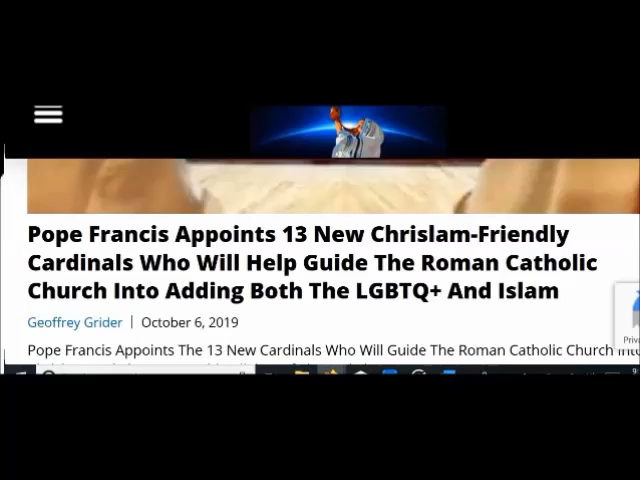 Pope Francis Appoints 13 New Chrislam-Friendly
Cardinals Who Will Help Guide The Roman Catholic
Church Into Adding Both The LGBTQ+ And Islam
Geoffrey Grider | October 6, 2019
Pope Francis Appoints The 13 New Cardinals Who Will Guide The Roman Catholic Church